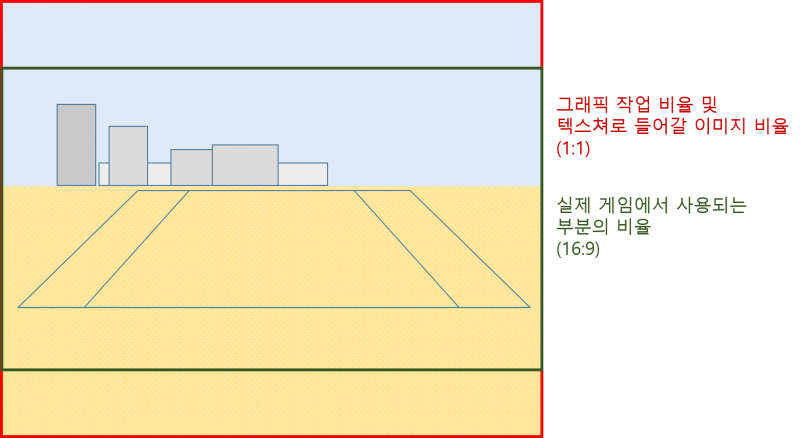 그래픽 작업 비율 및
텍스쳐로 들어갈 이미지 비율
(1:1)
실제 게임에서 사용되는
부분의 비율
(16:9)